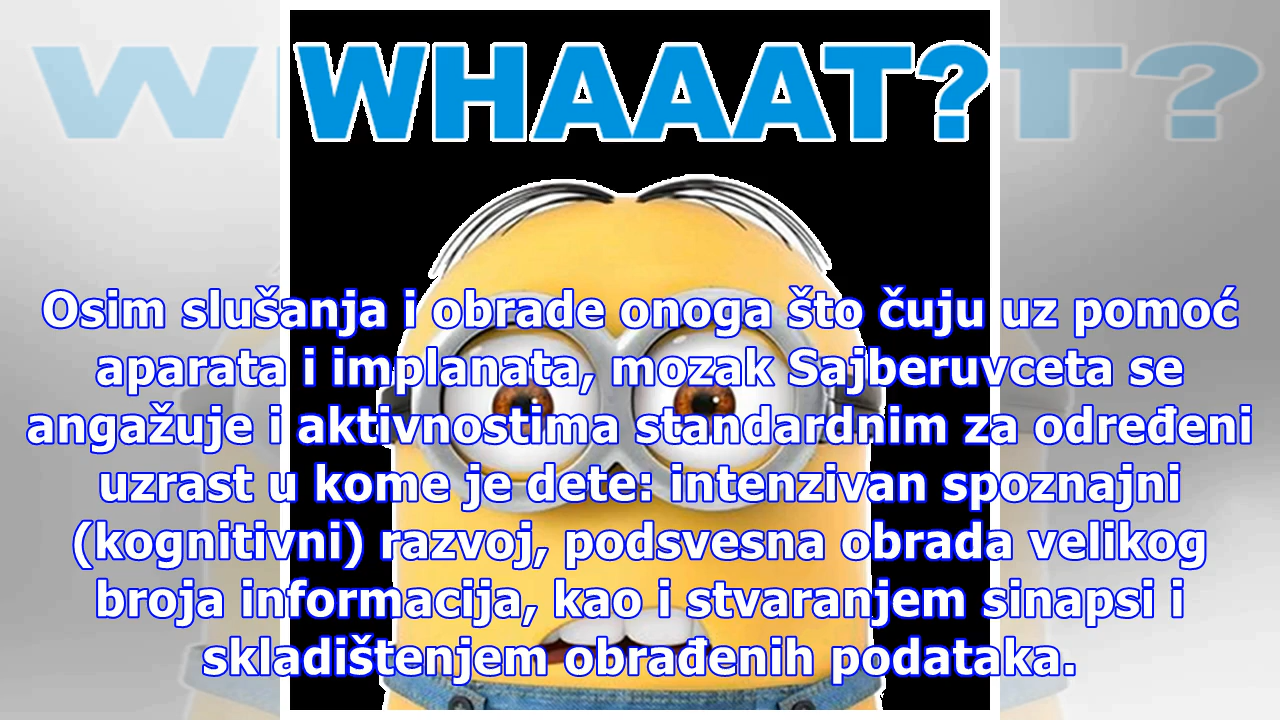 WHAAAT?
Osim slušanja i obrade onoga što čuju uz pomoć
aparata i implanata, mozak Sajberuvceta se
angažuje i aktivnostima standardnim za određeni
uzrast u kome je dete: intenzivan spoznajni
(kognitivni) razvoj, podsvesna obrada velikog
broja informacija, kao i stvaranjem sinapsi i
skladištenjem obrađenih podataka.